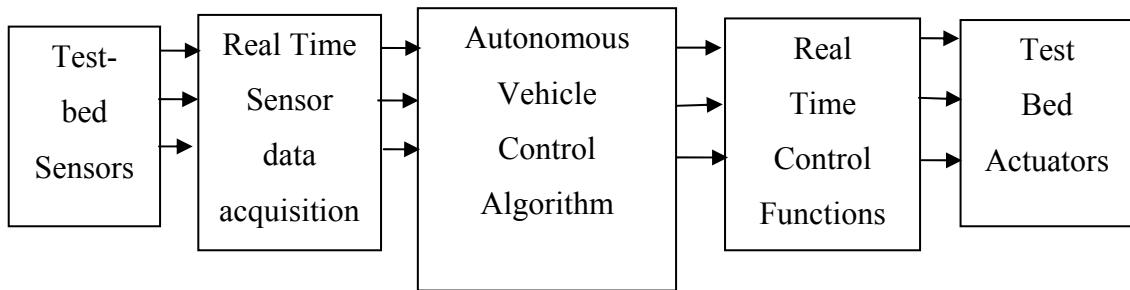 Test-
bed
Sensors
Real Time
Sensor
data
acquisition
Autonomous
Vehicle
Control
Algorithm
Real
Time
Control
Functions
Test
Bed
Actuators